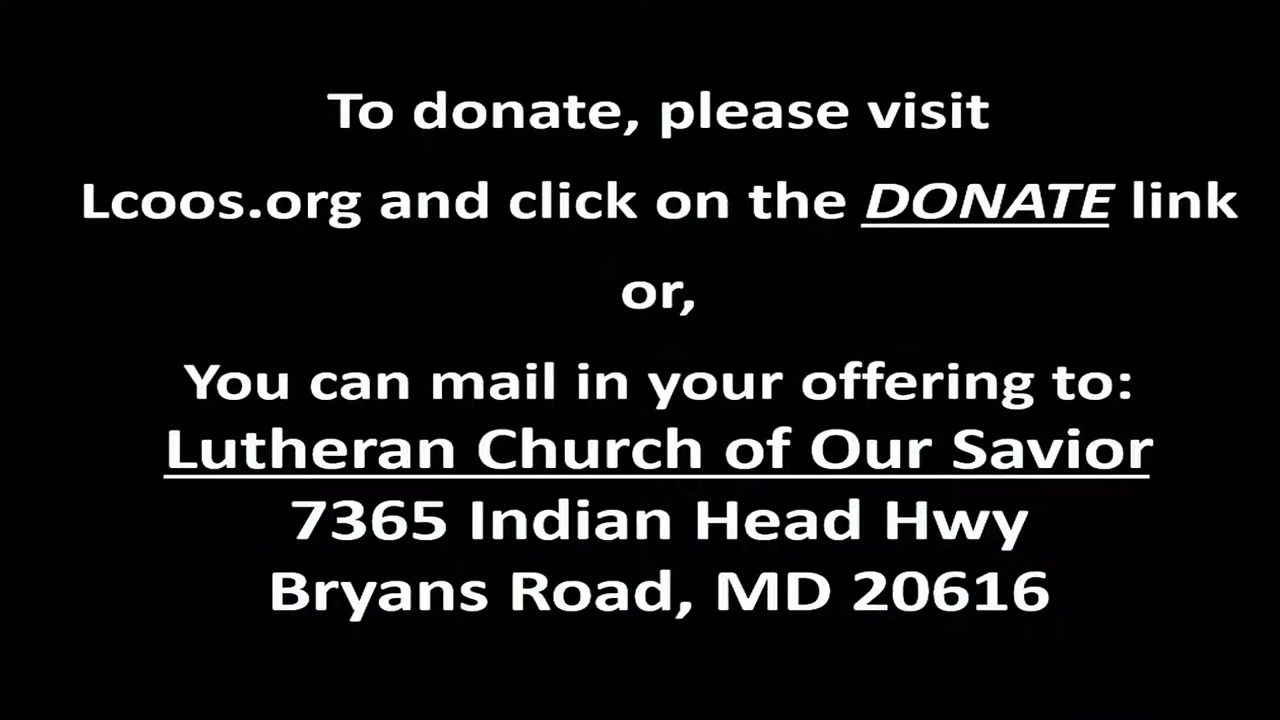 To donate, please visit
Lcoos.org and click on the DONATE link
or,
You can mail in your offering to:
Lutheran Church of Our Savior
7365 Indian Head Hwy
Bryans Road, MD 20616